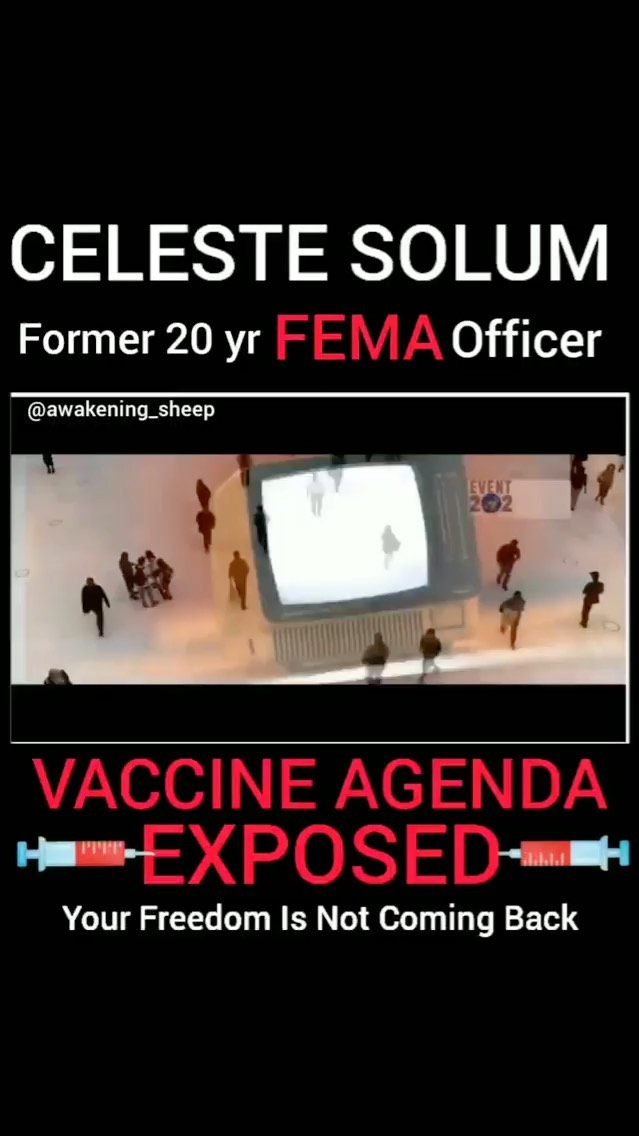 CELESTE SOLUM
Former 20 yr FEMA Officer
@awakening_sheep
EVENT
202
VACCINE AGENDA
EXPOSED
Your Freedom Is Not Coming Back